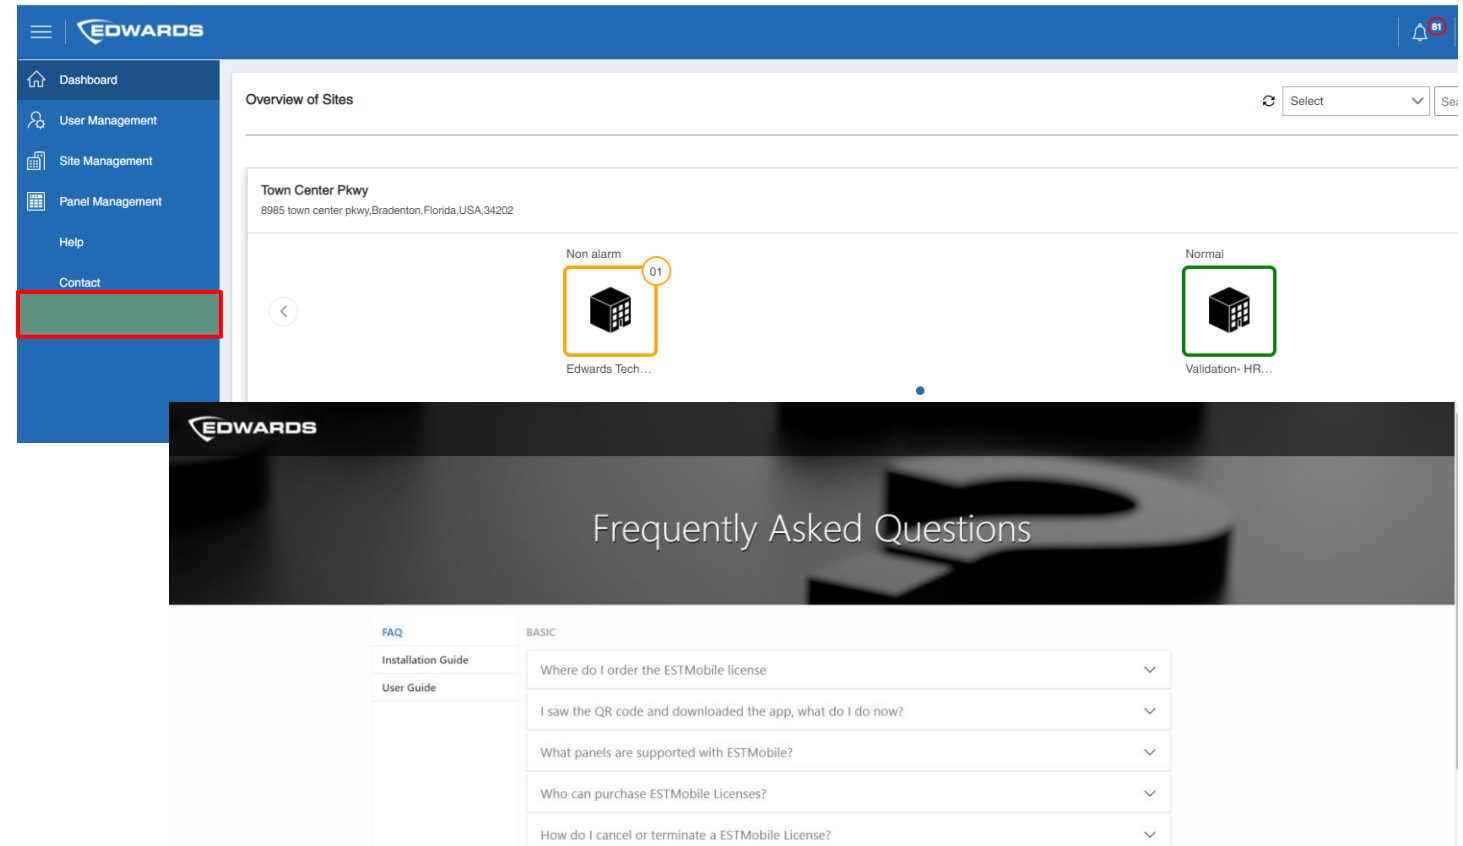 EDWARDS
81
Dashboard
User Management
Site Management
Panel Management
Help
Contact
Overview of Sites
Select
Sea
Town Center Pkwy
8985 town center pkwy,Bradenton,Florida,USA,34202
Non alarm
01
Edwards Tech...
Normal
Validation- HR...
EDWARDS
Frequently Asked Questions
FAQ
Installation Guide
User Guide
BASIC
Where do I order the ESTMobile license
I saw the QR code and downloaded the app, what do I do now?
What panels are supported with ESTMobile?
Who can purchase ESTMobile Licenses?
How do I cancel or terminate a ESTMobile License?